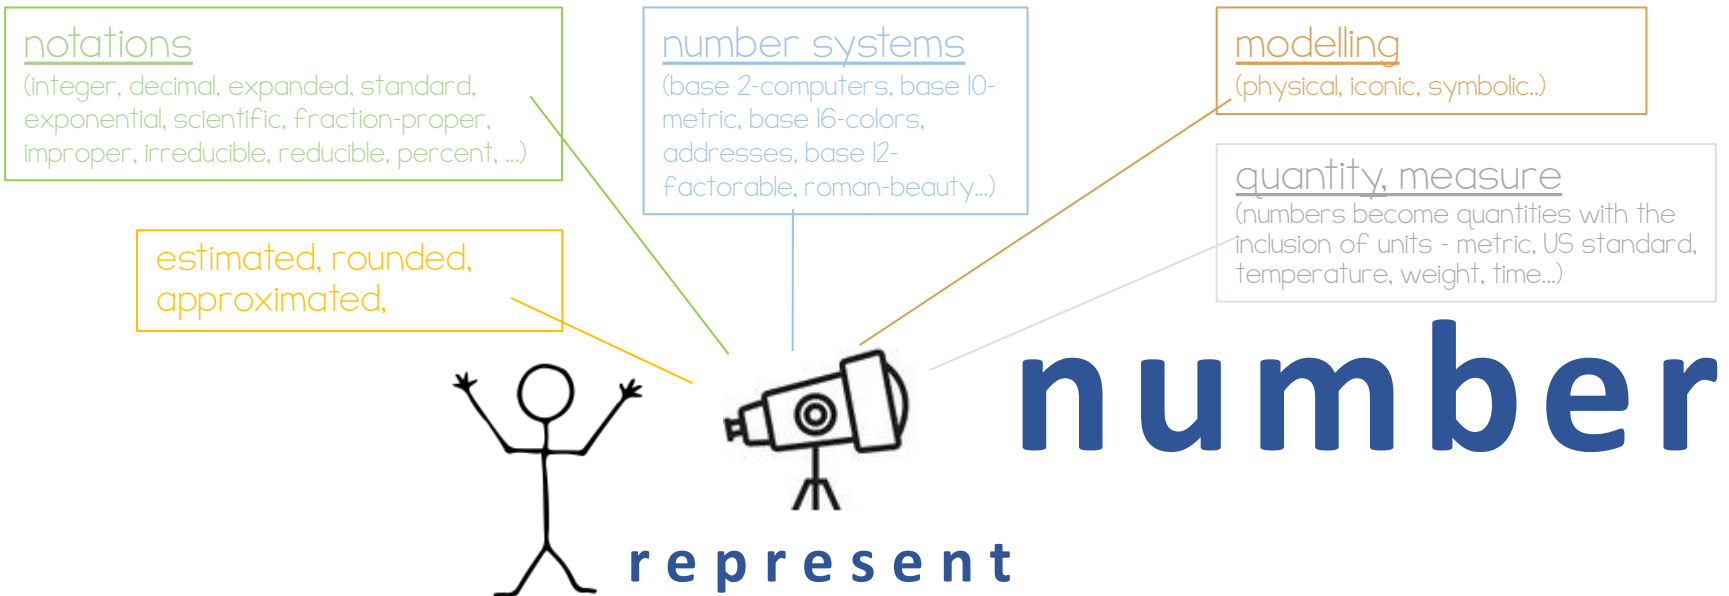 notations
(integer, decimal, expanded, standard,
exponential, scientific, fraction-proper,
improper, irreducible, reducible, percent, ...)
number systems
(base 2-computers, base 10-
metric, base 16-colors,
addresses, base 12-
factorable, roman-beauty...)
modelling
(physical, iconic, symbolic..)
quantity, measure
(numbers become quantities with the
inclusion of units - metric, US standard,
temperature, weight, time...)
estimated, rounded,
approximated,
number
represent